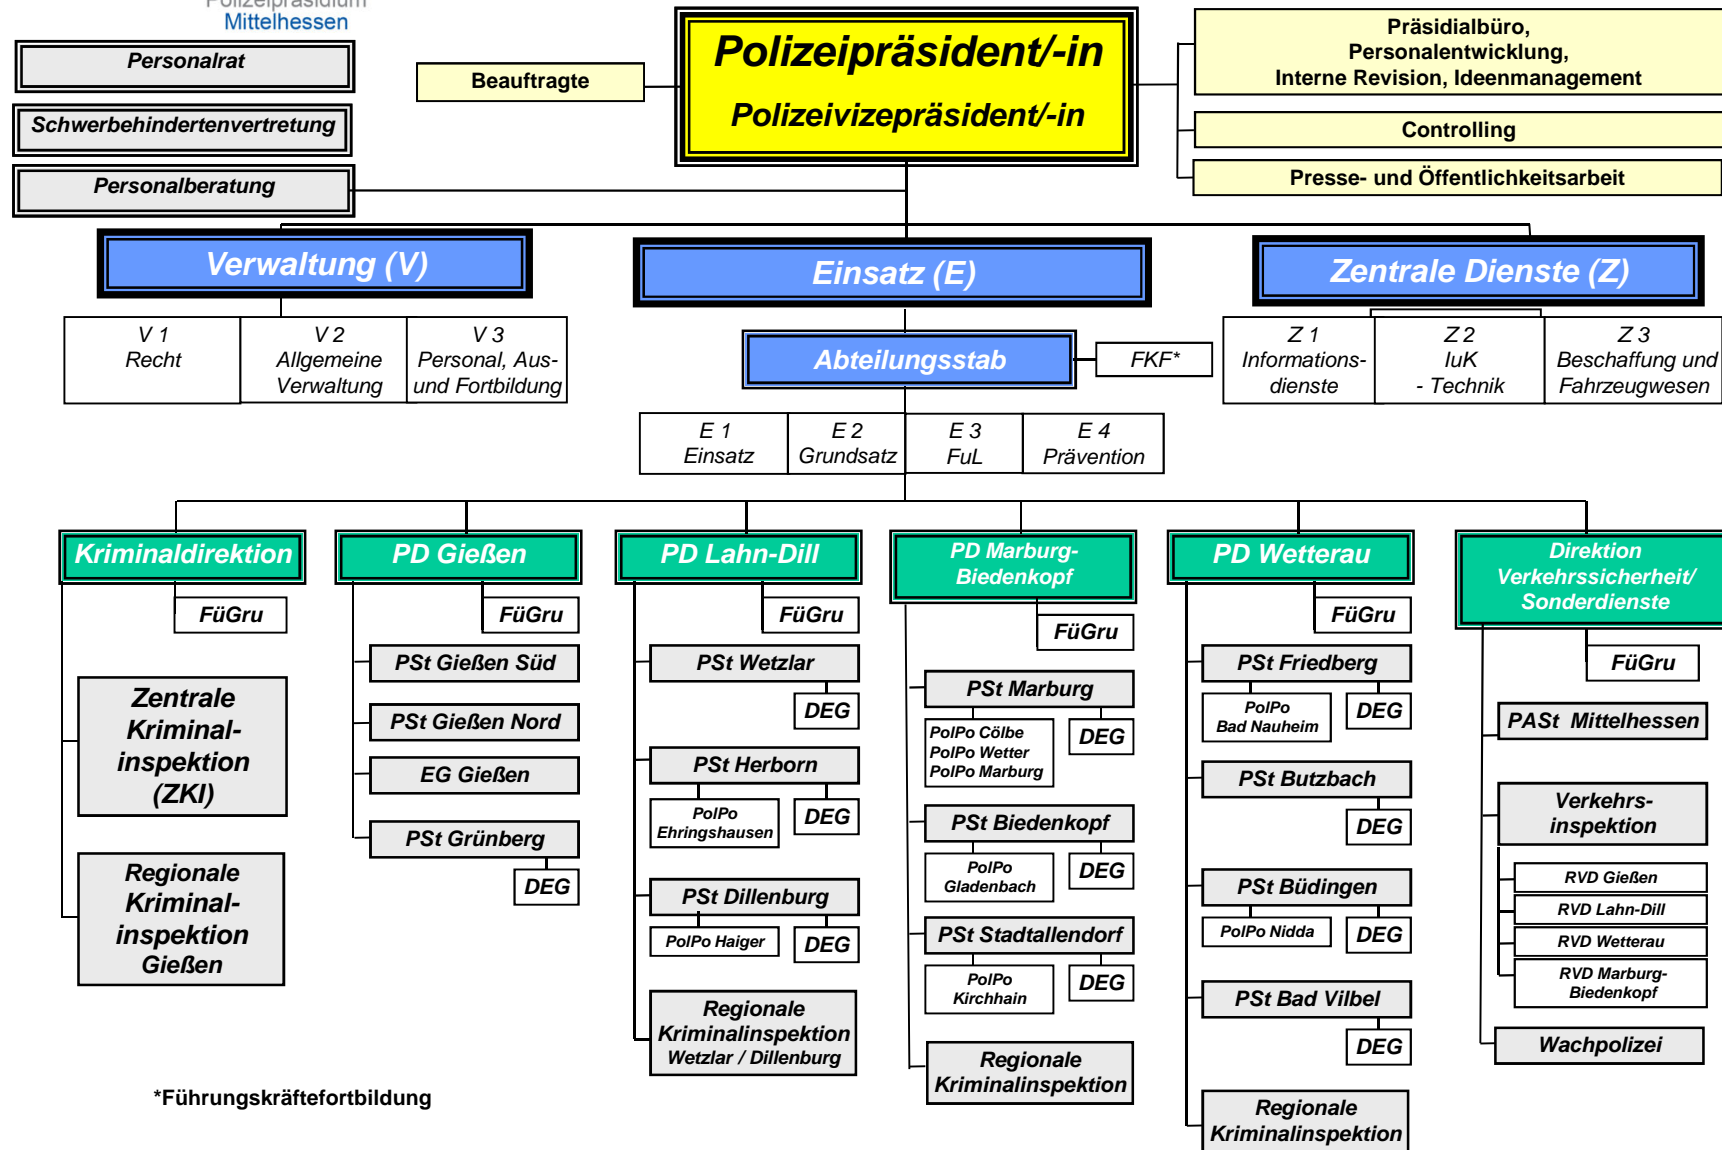 Polizeipräsidium
Mittelhessen
Personalrat
Schwerbehindertenvertretung
Personalberatung
Beauftragte
Polizeipräsident/-in
Polizeivizepräsident/-in
Präsidialbüro,
Personalentwicklung,
Interne Revision, Ideenmanagement
Controlling
Presse- und Öffentlichkeitsarbeit
Verwaltung (V)
Einsatz (E)
Zentrale Dienste (Z)
V 1
Recht
V 2
Allgemeine
Verwaltung
V 3
Personal, Aus-
und Fortbildung
Abteilungsstab
FKF*
Z 1
Informations-
dienste
Z 2
IuK
- Technik
Z 3
Beschaffung und
Fahrzeugwesen
E 1
Einsatz
E 2
Grundsatz
E 3
FuL
E 4
Prävention
Kriminaldirektion
FüGru
Zentrale
Kriminal-
inspektion
(ZKI)
Regionale
Kriminal-
inspektion
Gießen
PD Gießen
FüGru
PSt Gießen Süd
PSt Gießen Nord
EG Gießen
PSt Grünberg
DEG
PD Lahn-Dill
FüGru
PSt Wetzlar
DEG
PSt Herborn
PolPo
Ehringshausen
DEG
PSt Dillenburg
PolPo Haiger
DEG
Regionale
Kriminalinspektion
Wetzlar / Dillenburg
PD Marburg-
Biedenkopf
FüGru
PSt Marburg
PolPo Cölbe
PolPo Wetter
PolPo Marburg
DEG
PSt Biedenkopf
PolPo
Gladenbach
DEG
PSt Stadtallendorf
PolPo
Kirchhain
DEG
Regionale
Kriminalinspektion
PD Wetterau
FüGru
PSt Friedberg
PolPo
Bad Nauheim
DEG
PSt Butzbach
DEG
PSt Büdingen
PolPo Nidda
DEG
PSt Bad Vilbel
DEG
Regionale
Kriminalinspektion
Direktion
Verkehrssicherheit/
Sonderdienste
FüGru
PASt Mittelhessen
Verkehrs-
inspektion
RVD Gießen
RVD Lahn-Dill
RVD Wetterau
RVD Marburg-
Biedenkopf
Wachpolizei
*Führungskräftefortbildung